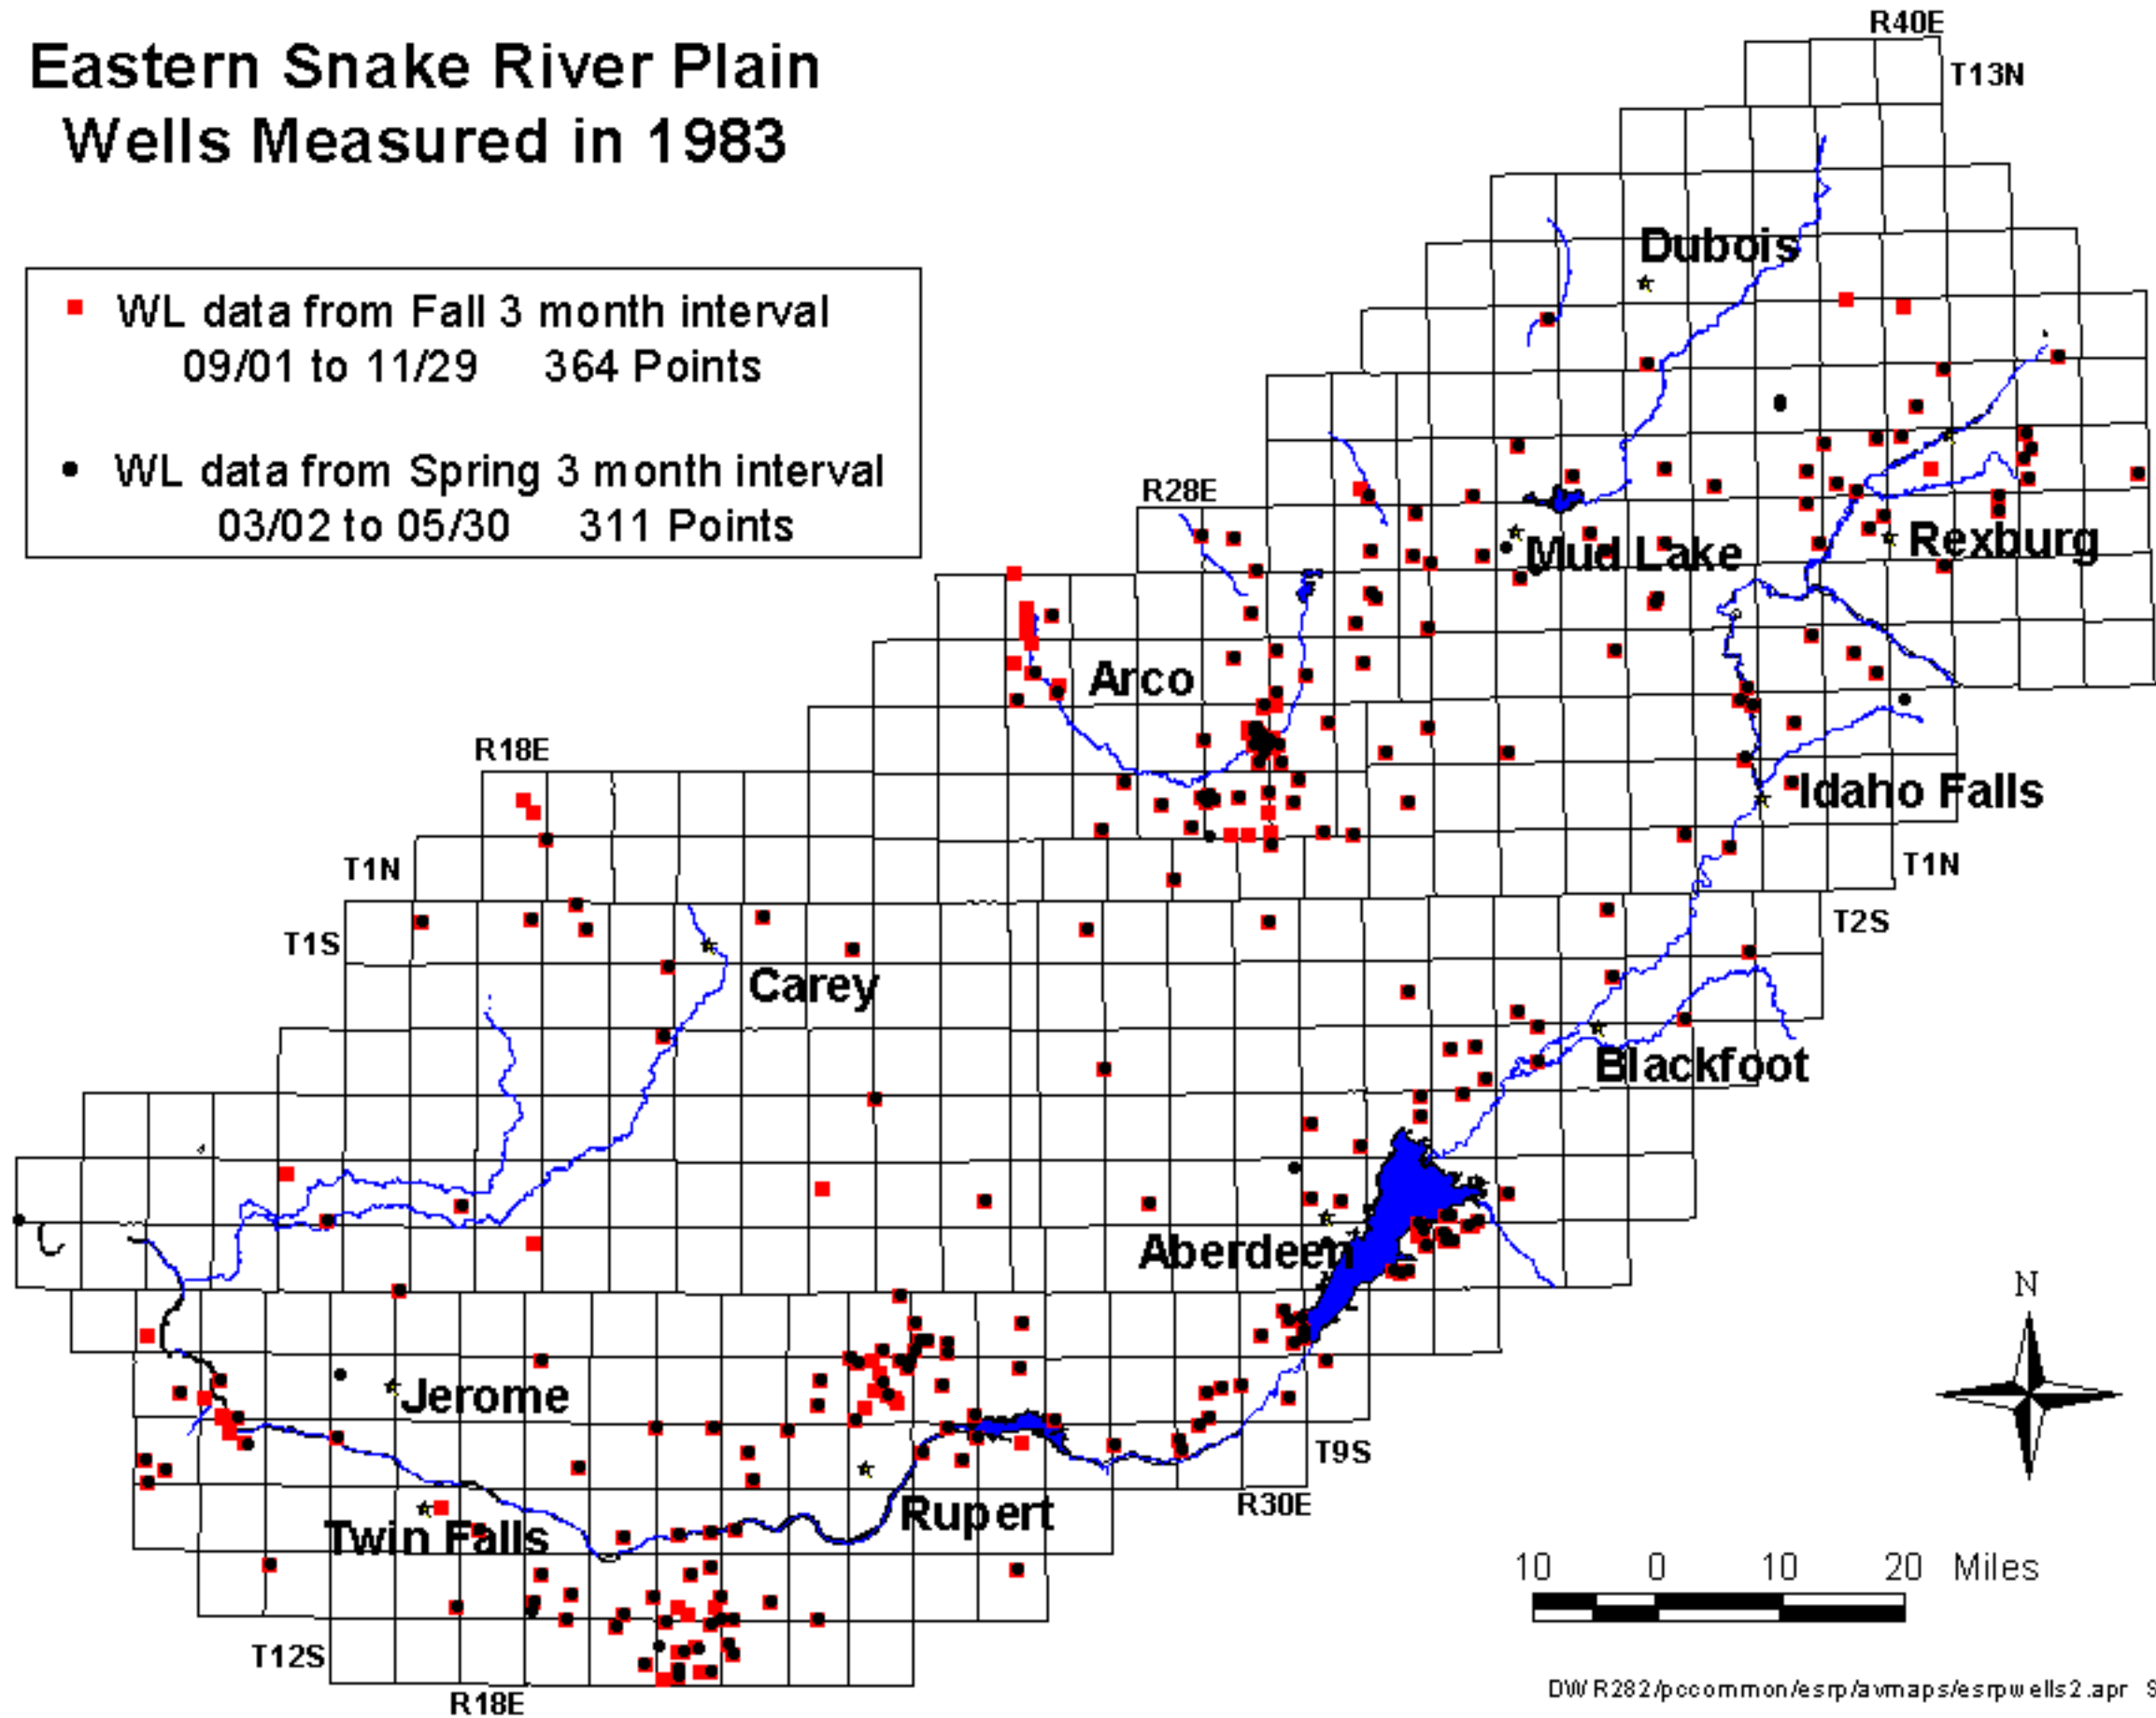 Eastern Snake River Plain
Wells Measured in 1983
WL data from Fall 3 month interval
09/01 to 11/29 364 Points
WL data from Spring 3 month interval
03/02 to 05/30 311 Points
R40E
T13N
Dubois
R28E
Mud Lake
Rexburg
Arco
R18E
Idaho Falls
T1N
T1N
T2S
T1S
Carey
Blackfoot
Aberdeen
N
Jerome
T9S
R30E
Rupert
Twin Falls
10 0 10 20 Miles
T12S
R18E
DWR282/pccommon/esrp/avmaps/esrpwells2.apr